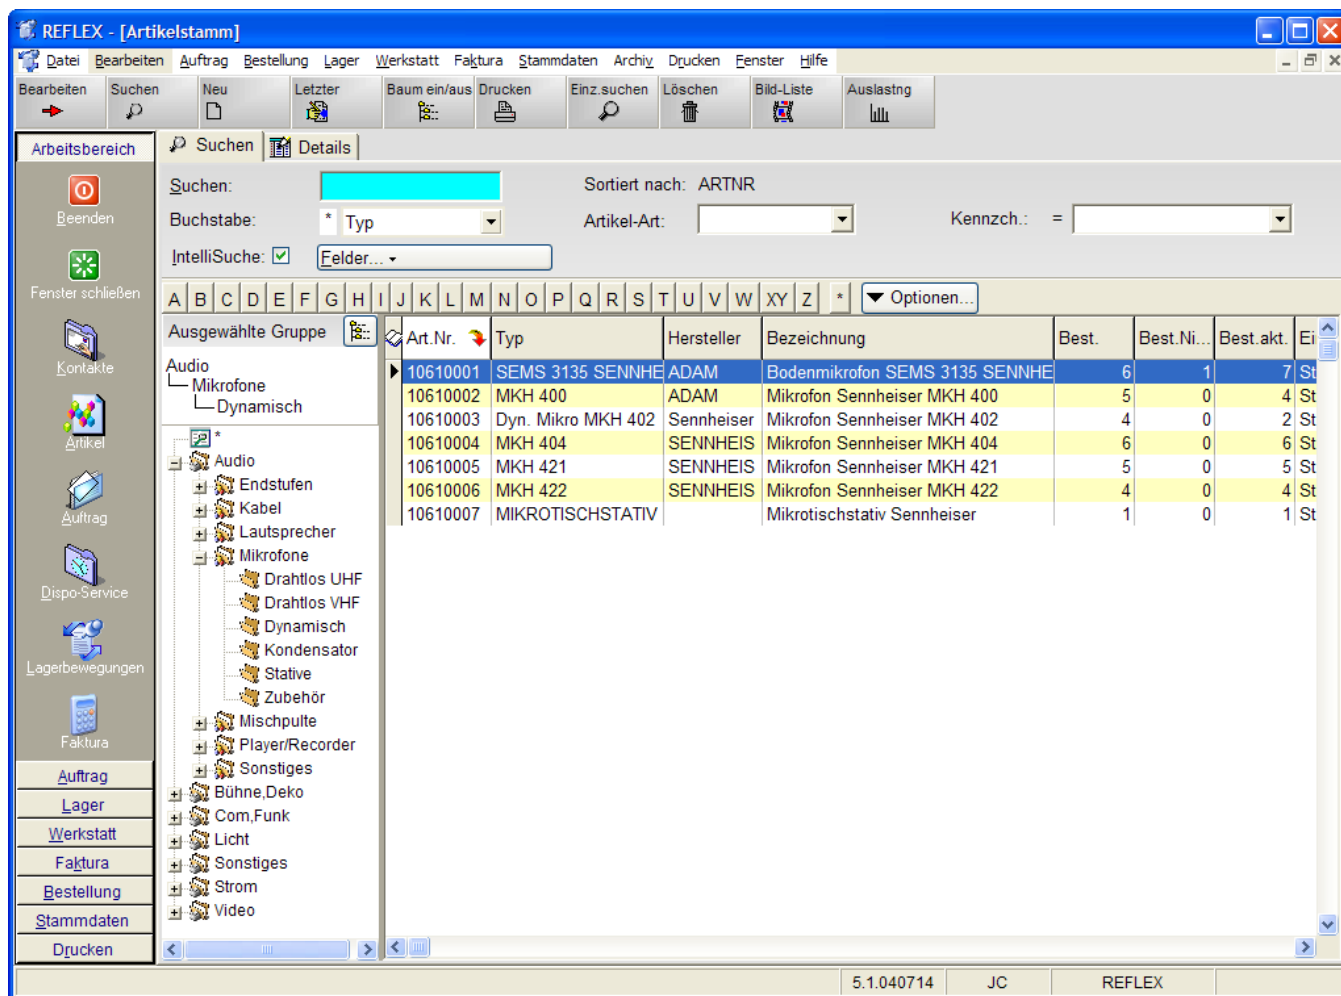 REFLEX - [Artikelstamm]
Datei Bearbeiten Auftrag Bestellung Lager Werkstatt Faktura Stammdaten Archiv Drucken Fenster Hilfe
Bearbeiten Suchen Neu Letzter Baum ein/aus Drucken Einz.suchen Löschen Bild-Liste Auslastng
Arbeitsbereich
Beenden
Fenster schließen
Kontakte
Artikel
Auftrag
Dispo-Service
Lagerbewegungen
Faktura
Auftrag
Lager
Werkstatt
Faktura
Bestellung
Stammdaten
Drucken
Suchen Details
Suchen: Sortiert nach: ARTNR
Buchstabe: * Typ Artikel-Art: Kennzch.: =
IntelliSuche: Felder...
A B C D E F G H I J K L M N O P Q R S T U V W XY Z * Optionen...
Ausgewählte Gruppe
Audio
Mikrofone
Dynamisch
*
Audio
Endstufen
Kabel
Lautsprecher
Mikrofone
Drahtlos UHF
Drahtlos VHF
Dynamisch
Kondensator
Stative
Zubehör
Mischpulte
Player/Recorder
Sonstiges
Bühne,Deko
Com,Funk
Licht
Sonstiges
Strom
Video
Art.Nr. Typ Hersteller Bezeichnung Best. Best.Ni... Best.akt. Ei
10610001 SEMS 3135 SENNHE ADAM Bodenmikrofon SEMS 3135 SENNHE 6 1 7 St
10610002 MKH 400 ADAM Mikrofon Sennheiser MKH 400 5 0 4 St
10610003 Dyn. Mikro MKH 402 Sennheiser Mikrofon Sennheiser MKH 402 4 0 2 St
10610004 MKH 404 SENNHEIS Mikrofon Sennheiser MKH 404 6 0 6 St
10610005 MKH 421 SENNHEIS Mikrofon Sennheiser MKH 421 5 0 5 St
10610006 MKH 422 SENNHEIS Mikrofon Sennheiser MKH 422 4 0 4 St
10610007 MIKROTISCHSTATIV Mikrotischstativ Sennheiser 1 0 1 St
5.1.040714 JC REFLEX